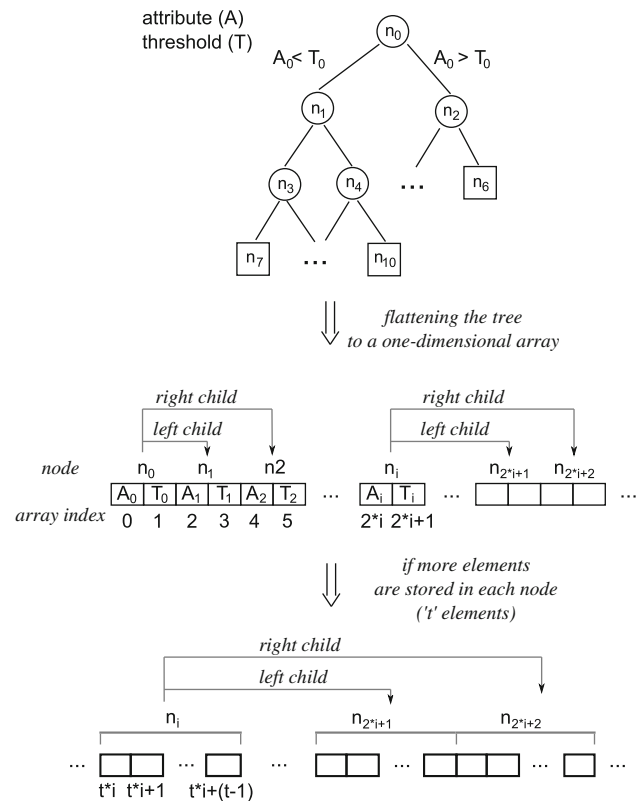 attribute (A)
threshold (T)
n0
A0< T0
A0 > T0
n1
n2
n3
n4
...
n6
n7
...
n10
flattening the tree
to a one-dimensional array
right child
right child
left child
left child
node
n0
n1
n2
ni
n2*i+1
n2*i+2
A0 T0 A1 T1 A2 T2 ... Ai Ti ... ...
array index
0 1 2 3 4 5 2*i 2*i+1
if more elements
are stored in each node
('t' elements)
right child
left child
ni
n2*i+1
n2*i+2
... ... ... ... ... ...
t*i t*i+1 t*i+(t-1)